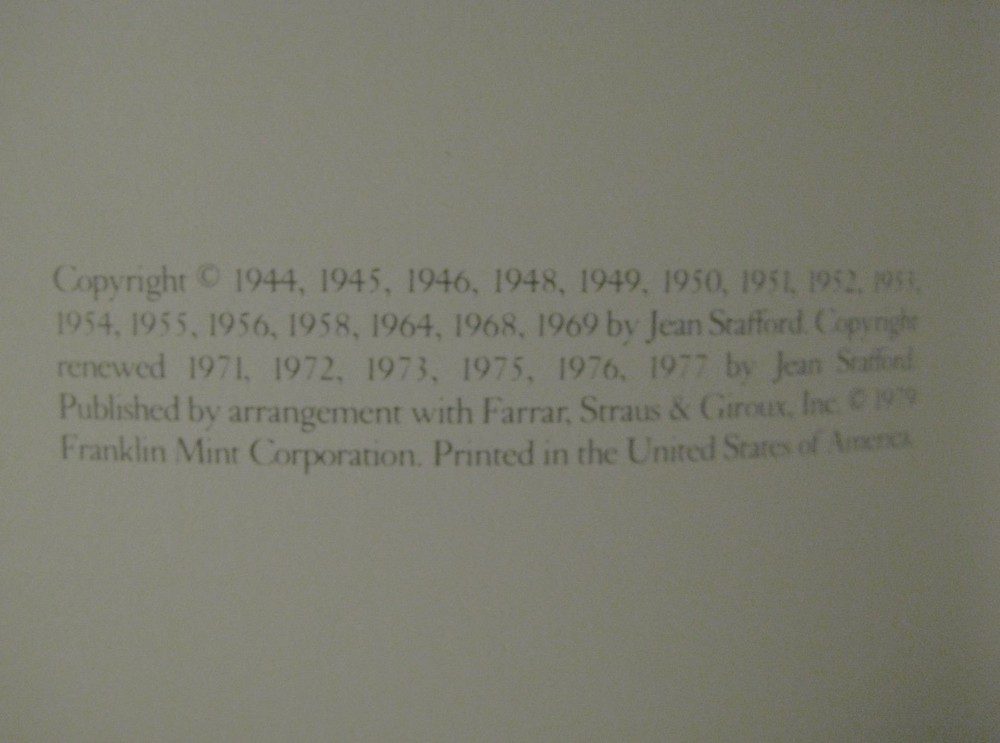 Copyright © 1944, 1945, 1946, 1948, 1949, 1950, 1951, 1952, 1953,
1954, 1955, 1956, 1958, 1964, 1968, 1969 by Jean Stafford. Copyright
renewed 1971, 1972, 1973, 1975, 1976, 1977 by Jean Stafford.
Published by arrangement with Farrar, Straus & Giroux, Inc. © 1979
Franklin Mint Corporation. Printed in the United States of America.